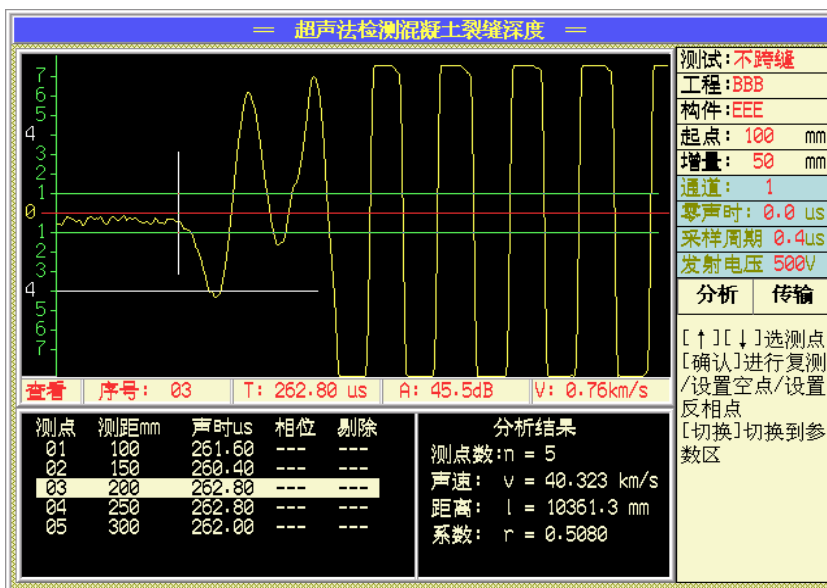 ═ 超声法检测混凝土裂缝深度 ═
7
6
5
4
3
2
1
0
1
2
3
4
5
6
7
测试:不跨缝
工程:BBB
构件:EEE
起点: 100 mm
增量: 50 mm
通道: 1
零声时: 0.0 us
采样周期 0.4us
发射电压 500V
分析 传输
[↑][↓]选测点
[确认]进行复测
/设置空点/设置
反相点
[切换]切换到参
数区
查看 序号: 03 T: 262.80 us A: 45.5dB V: 0.76km/s
测点 测距mm 声时us 相位 剔除
01 100 261.60 --- ---
02 150 260.40 --- ---
03 200 262.80 --- ---
04 250 262.80 --- ---
05 300 262.00 --- ---
分析结果
测点数:n = 5
声速: v = 40.323 km/s
距离: l = 10361.3 mm
系数: r = 0.5080